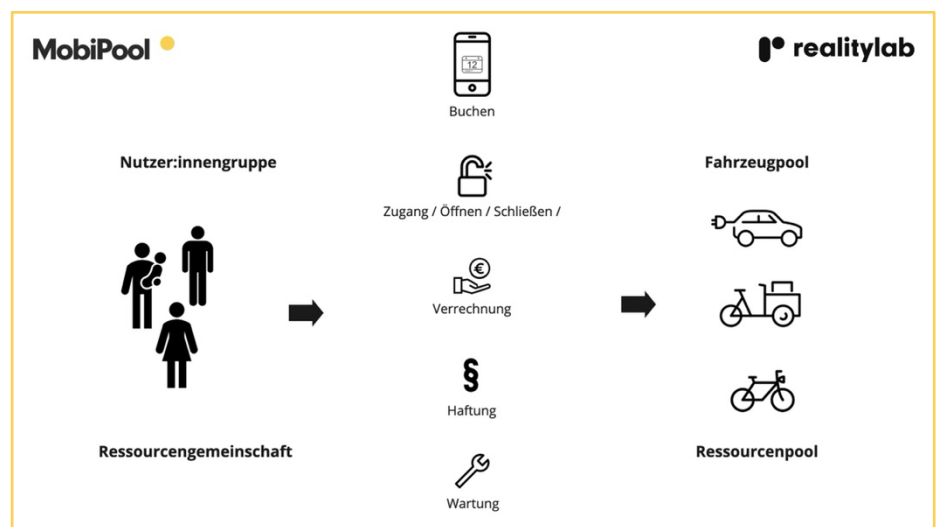 MobiPool
realitylab
12
Buchen
Nutzer:innengruppe
Fahrzeugpool
Zugang / Öffnen / Schließen /
€
Verrechnung
§
Haftung
Ressourcengemeinschaft
Ressourcenpool
Wartung